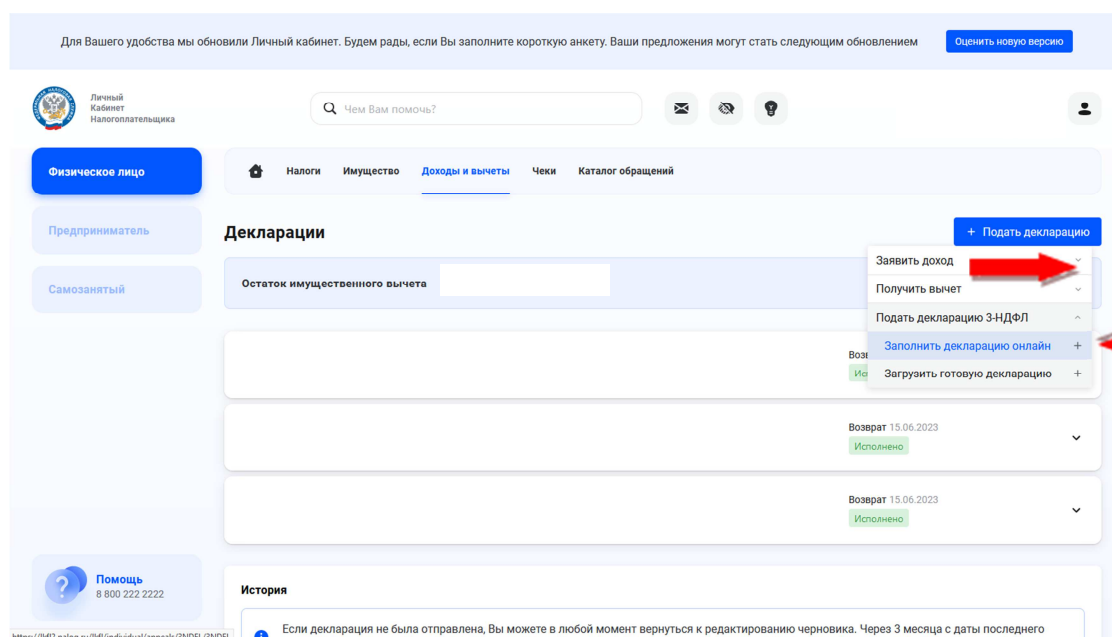 Для Вашего удобства мы обновили Личный кабинет. Будем рады, если Вы заполните короткую анкету. Ваши предложения могут стать следующим обновлением
Оценить новую версию
Личный
Кабинет
Налогоплательщика
Чем Вам помочь?
Физическое лицо
Налоги Имущество Доходы и вычеты Чеки Каталог обращений
Предприниматель
Самозанятый
Декларации
+ Подать декларацию
Заявить доход
Остаток имущественного вычета
Получить вычет
Подать декларацию 3-НДФЛ
Заполнить декларацию онлайн +
Загрузить готовую декларацию +
Возврат 15.06.2023
Исполнено
Возврат 15.06.2023
Исполнено
Помощь
8 800 222 2222
История
Если декларация не была отправлена, Вы можете в любой момент вернуться к редактированию черновика. Через 3 месяца с даты последнего